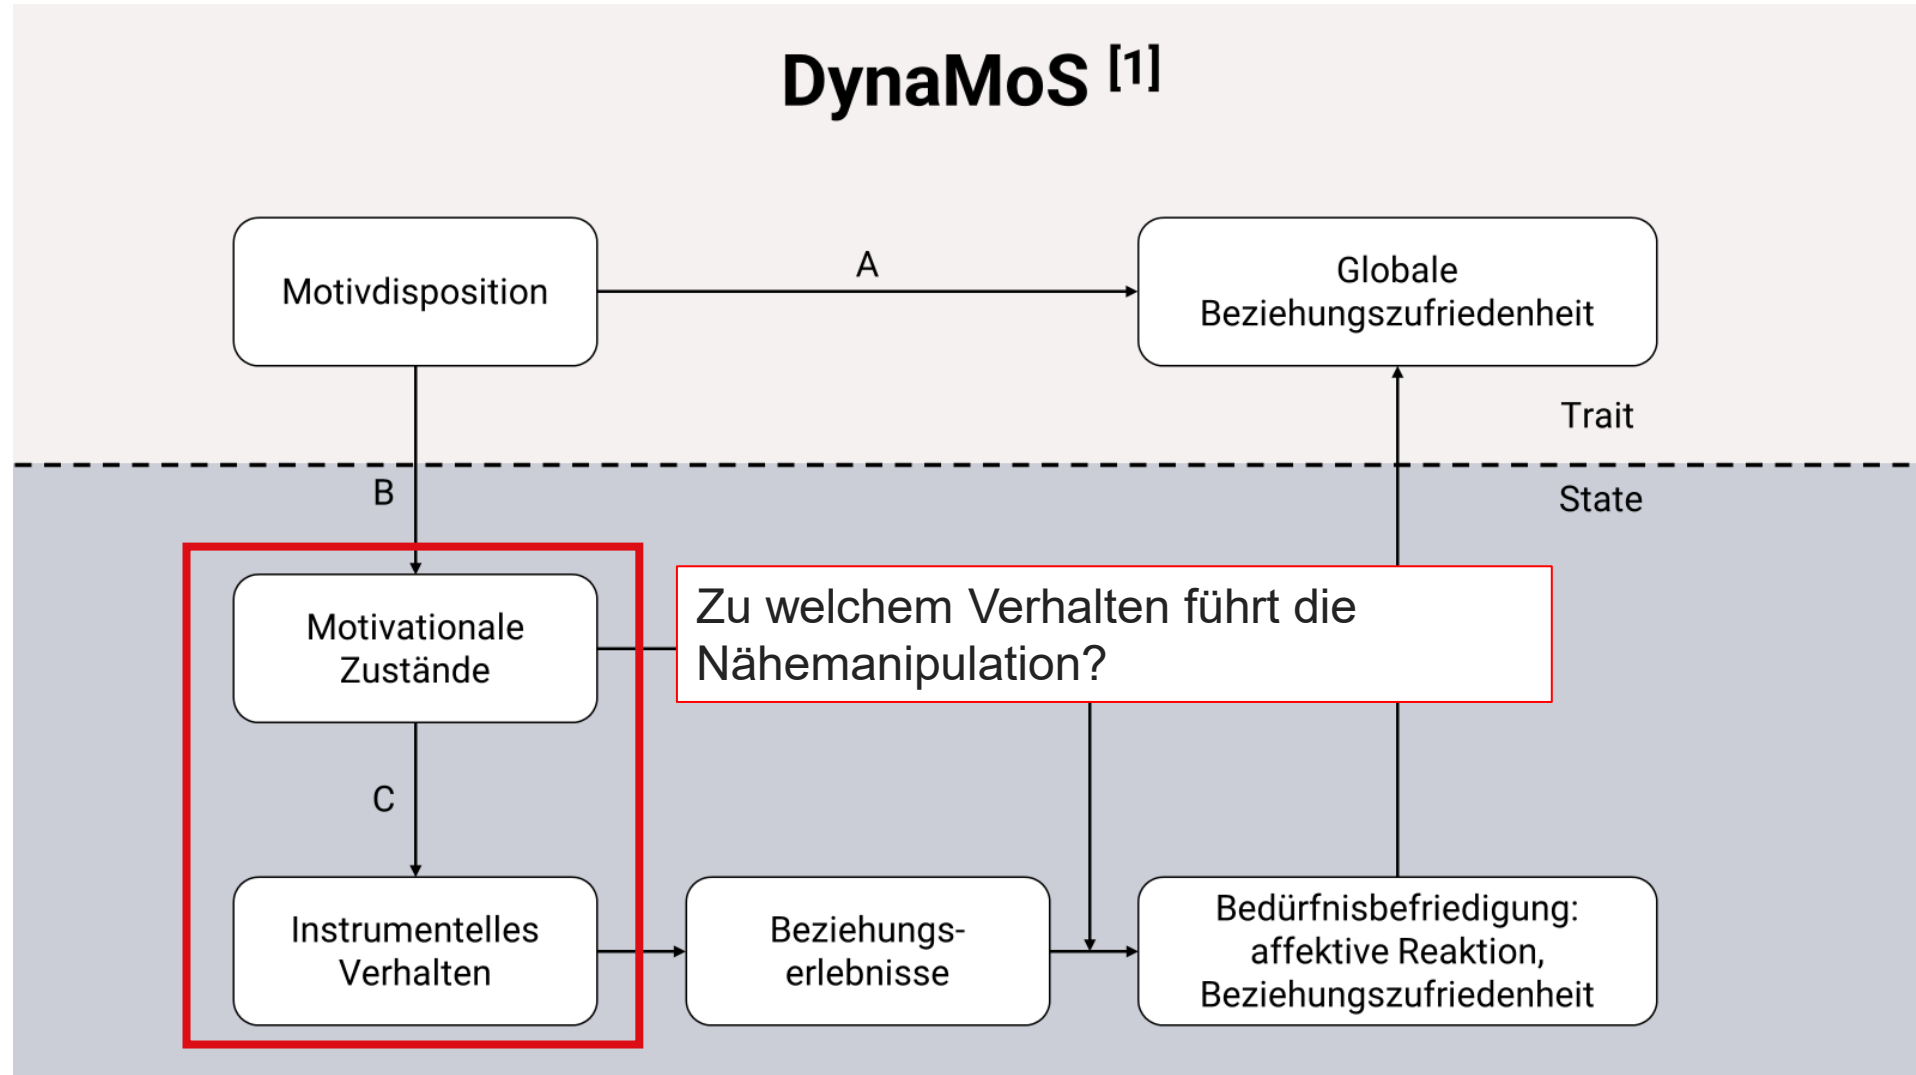 DynaMoS [1]
Motivdisposition
A
Globale
Beziehungszufriedenheit
Trait
B
State
Motivationale
Zustände
Zu welchem Verhalten führt die
Nähemanipulation?
C
Instrumentelles
Verhalten
Beziehungs-
erlebnisse
Bedürfnisbefriedigung:
affektive Reaktion,
Beziehungszufriedenheit